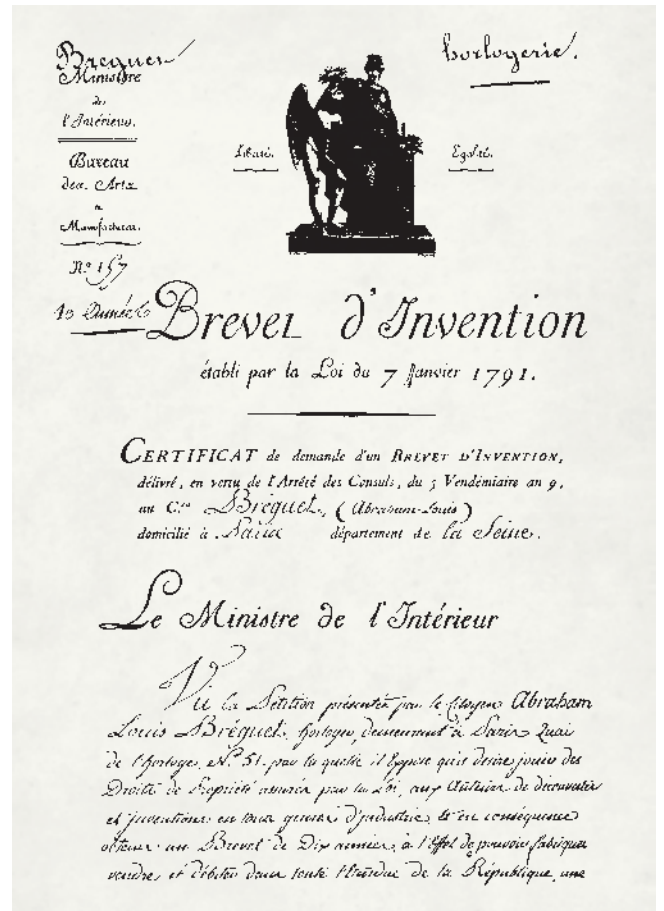 Breguet
horlogerie.
Ministère
de
l'Intérieur.
Bureau
des Arts
&
Manufactures.
Liberté. Égalité.
N.º 157
10 Années
Brevet d'Invention
établi par la Loi du 7 Janvier 1791.
CERTIFICAT de demande d'un BREVET D'INVENTION,
délivré, en vertu de l'Arrêté des Consuls, du 5 Vendémiaire an 9,
au C.en Bréguet, (Abraham-Louis)
domicilié à Paris département de la Seine.
Le Ministre de l'Intérieur
Vu la Pétition présentée par le Citoyen Abraham
Louis Bréguet, horloger, demeurant à Paris Quai
de l'horloge, N.º 51. par laquelle il Expose qu'il désire jouir des
Droits de Propriété assurés par la Loi, aux Auteurs de découvertes
et inventions en tout genre d'industrie, & en conséquence
obtenir un Brevet de Dix années, à l'Effet de pouvoir fabriquer
vendre, et débiter dans toute l'étendue de la République, une